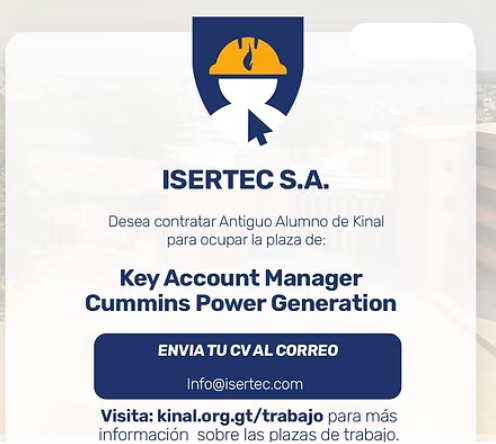 ISERTEC S.A.
Desea contratar Antiguo Alumno de Kinal
para ocupar la plaza de:
Key Account Manager
Cummins Power Generation
ENVIA TU CV AL CORREO
Info@isertec.com
Visita: kinal.org.gt/trabajo para más
información sobre las plazas de trabajo.